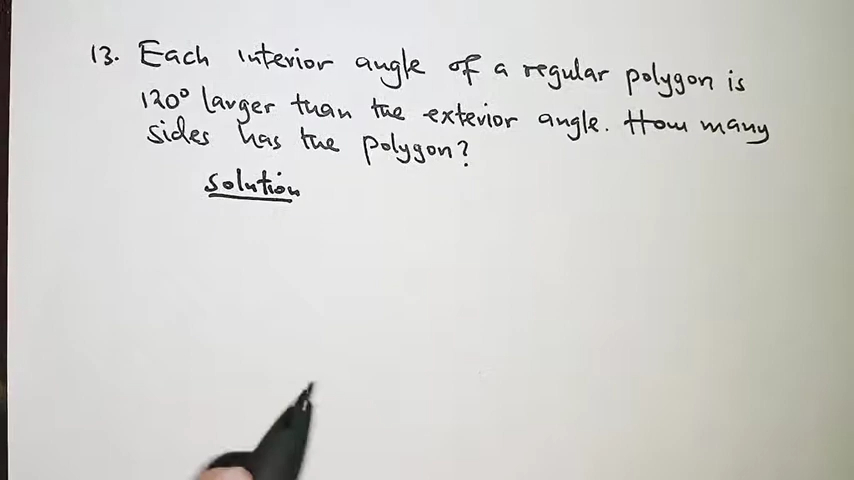 13. Each interior angle of a regular polygon is
120° larger than the exterior angle. How many
sides has the polygon?
solution